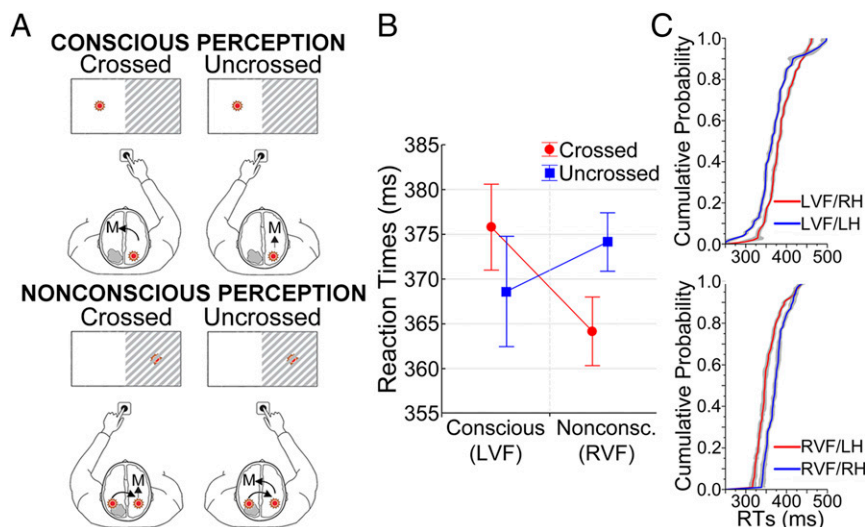 A
CONSCIOUS PERCEPTION
Crossed Uncrossed
M M
NONCONSCIOUS PERCEPTION
Crossed Uncrossed
M M
B
Reaction Times (ms)
385
380
375
370
365
360
355
Crossed
Uncrossed
Conscious Nonconsc.
(LVF) (RVF)
C
Cumulative Probability
1.0
0.8
0.6
0.4
0.2
0.0
LVF/RH
LVF/LH
300 400 500
Cumulative Probability
1.0
0.8
0.6
0.4
0.2
0.0
RVF/LH
RVF/RH
300 400 500
RTs (ms)